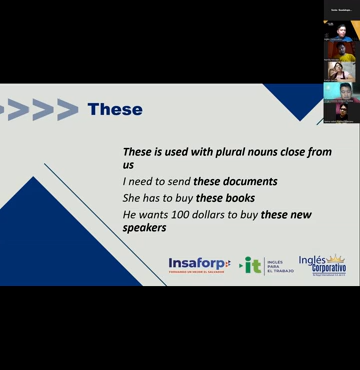 These
These is used with plural nouns close from
us
I need to send these documents
She has to buy these books
He wants 100 dollars to buy these new
speakers
Insaforp
it
INGLÉS
PARA
EL TRABAJO
Inglés
Corporativo